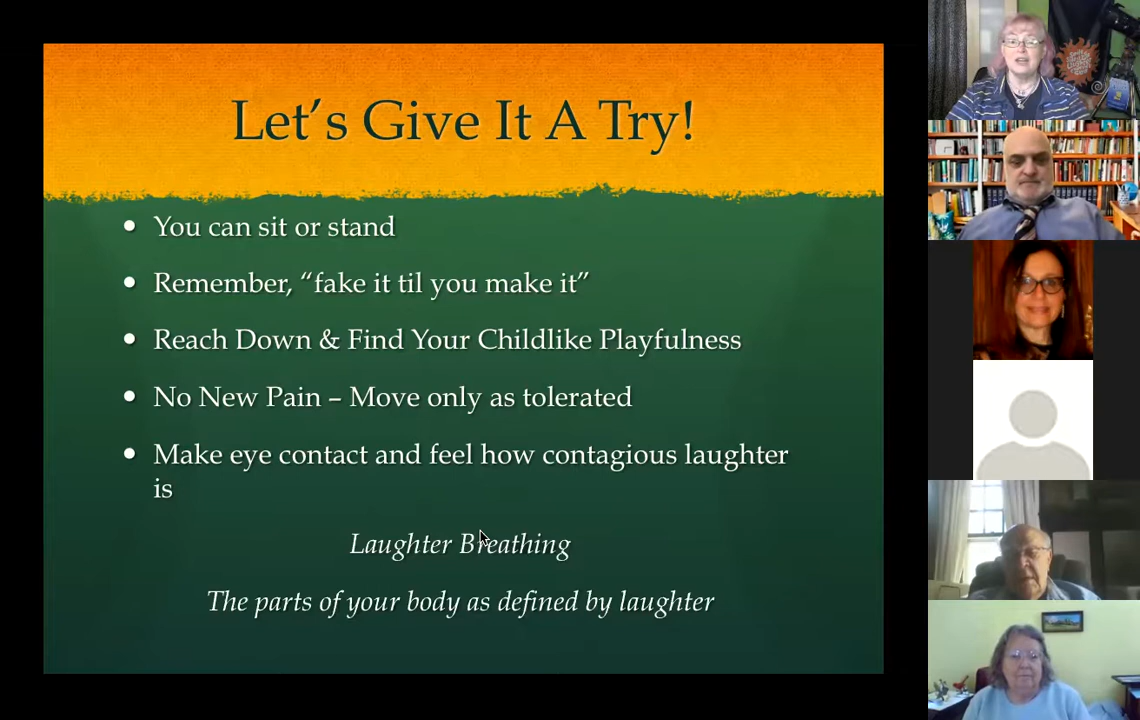 Let’s Give It A Try!
• You can sit or stand
• Remember, “fake it til you make it”
• Reach Down & Find Your Childlike Playfulness
• No New Pain – Move only as tolerated
• Make eye contact and feel how contagious laughter
is
Laughter Breathing
The parts of your body as defined by laughter